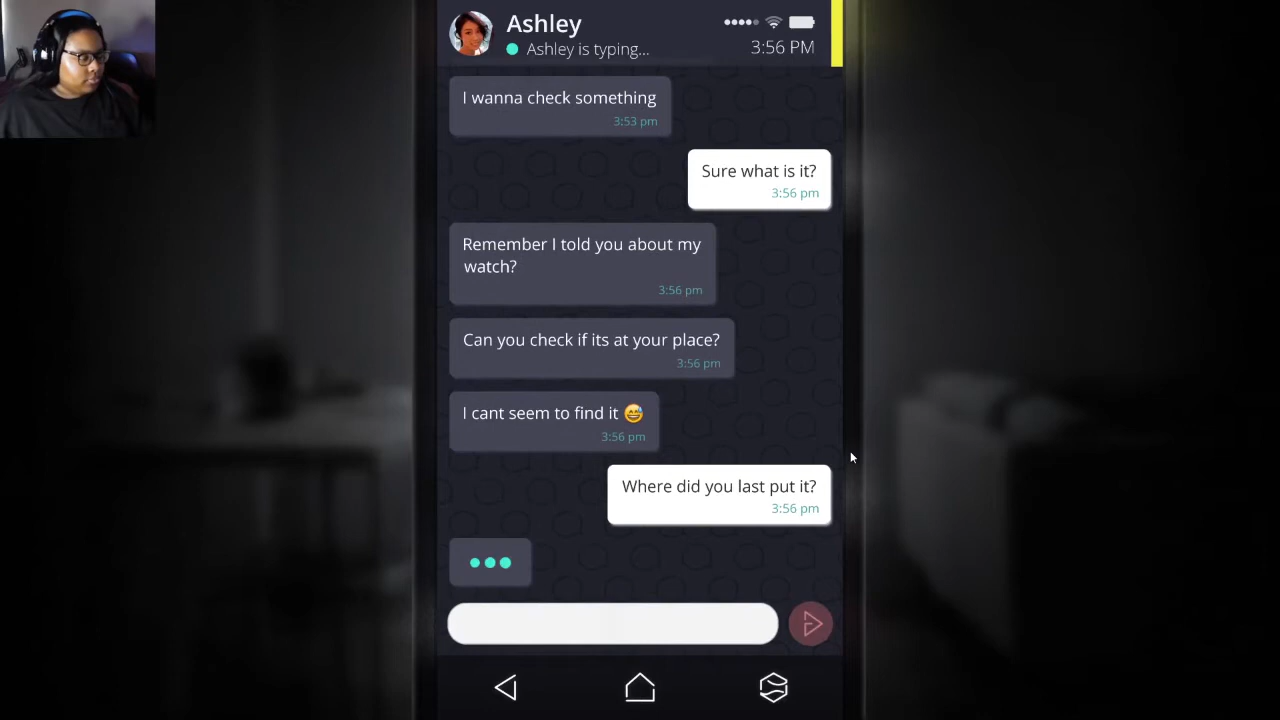 Ashley
Ashley is typing...
3:56 PM
I wanna check something
3:53 pm
Sure what is it?
3:56 pm
Remember I told you about my
watch?
3:56 pm
Can you check if its at your place?
3:56 pm
I cant seem to find it 😅
3:56 pm
Where did you last put it?
3:56 pm